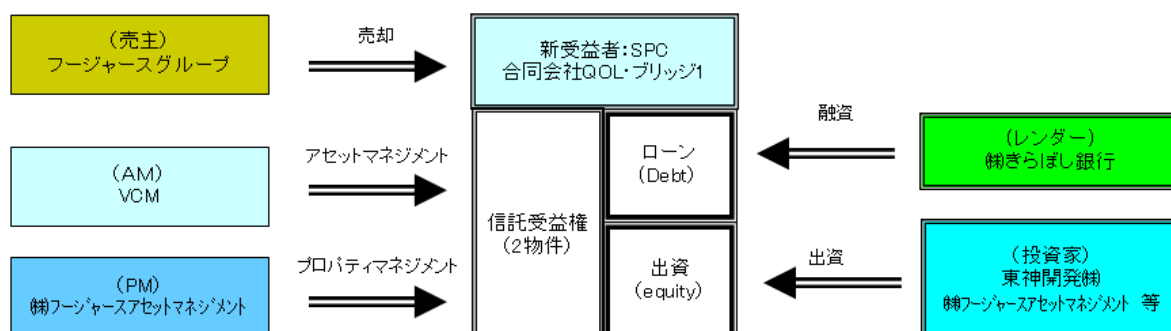 (売主)
フージャースグループ
売却
新受益者:SPC
合同会社QOL・ブリッジ1
融資
(レンダー)
㈱きらぼし銀行
(AM)
VCM
アセットマネジメント
ローン
(Debt)
信託受益権
(2物件)
(PM)
㈱フージャースアセットマネジメント
プロパティマネジメント
出資
(equity)
出資
(投資家)
東神開発㈱
㈱フージャースアセットマネジメント 等